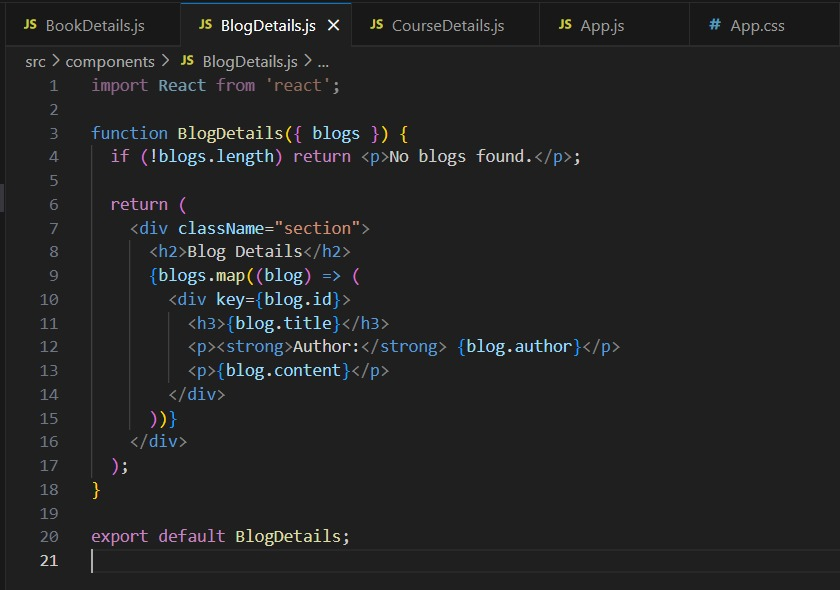 JS BookDetails.js JS BlogDetails.js × JS CourseDetails.js JS App.js # App.css
src > components > JS BlogDetails.js > ...
1 import React from 'react';
2
3 function BlogDetails({ blogs }) {
4   if (!blogs.length) return <p>No blogs found.</p>;
5
6   return (
7     <div className="section">
8       <h2>Blog Details</h2>
9       {blogs.map((blog) => (
10         <div key={blog.id}>
11           <h3>{blog.title}</h3>
12           <p><strong>Author:</strong> {blog.author}</p>
13           <p>{blog.content}</p>
14         </div>
15       ))}
16     </div>
17   );
18 }
19
20 export default BlogDetails;
21